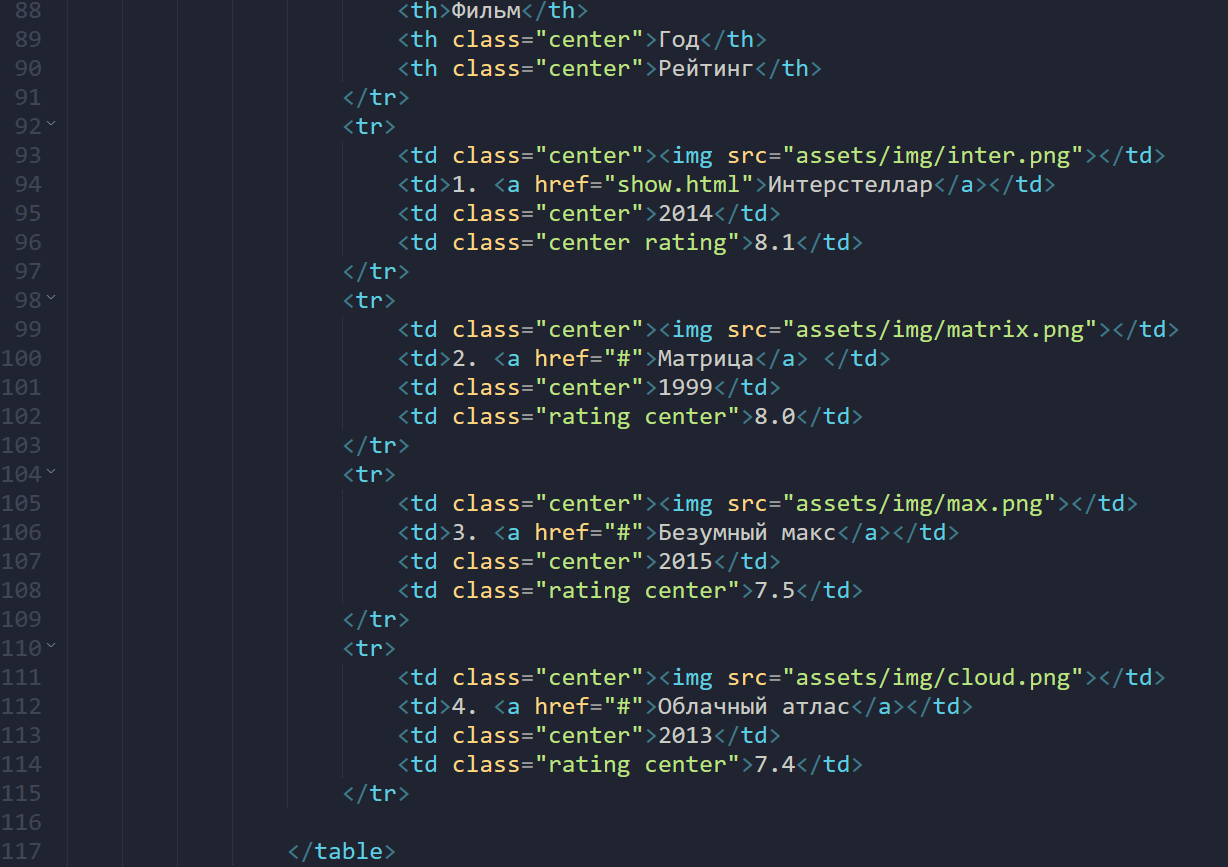 88 <th>Фильм</th>
89 <th class="center">Год</th>
90 <th class="center">Рейтинг</th>
91 </tr>
92 <tr>
93 <td class="center"><img src="assets/img/inter.png"></td>
94 <td>1. <a href="show.html">Интерстеллар</a></td>
95 <td class="center">2014</td>
96 <td class="center rating">8.1</td>
97 </tr>
98 <tr>
99 <td class="center"><img src="assets/img/matrix.png"></td>
100 <td>2. <a href="#">Матрица</a> </td>
101 <td class="center">1999</td>
102 <td class="rating center">8.0</td>
103 </tr>
104 <tr>
105 <td class="center"><img src="assets/img/max.png"></td>
106 <td>3. <a href="#">Безумный макс</a></td>
107 <td class="center">2015</td>
108 <td class="rating center">7.5</td>
109 </tr>
110 <tr>
111 <td class="center"><img src="assets/img/cloud.png"></td>
112 <td>4. <a href="#">Облачный атлас</a></td>
113 <td class="center">2013</td>
114 <td class="rating center">7.4</td>
115 </tr>
116
117 </table>